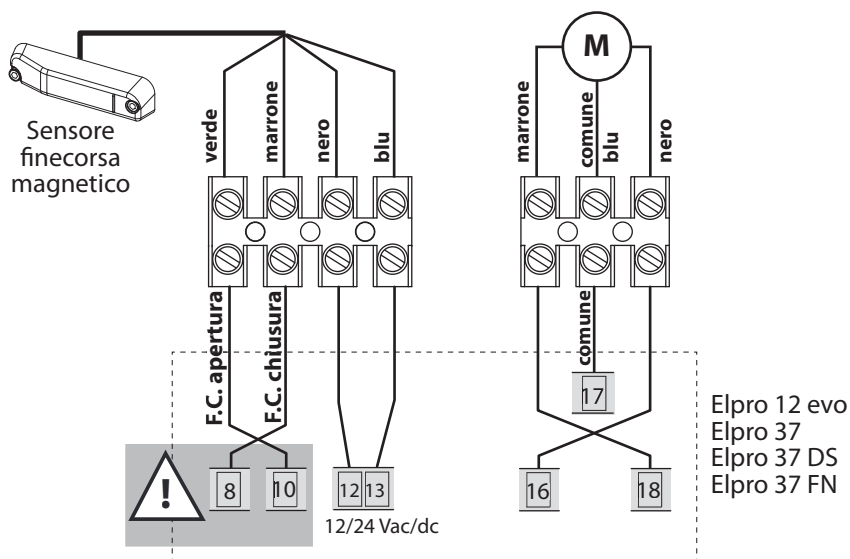 Sensore
finecorsa
magnetico
verde
marrone
nero
blu
M
marrone
comune
blu
nero
F.C. apertura
F.C. chiusura
comune
17
!
8
10
12
13
16
18
12/24 Vac/dc
Elpro 12 evo
Elpro 37
Elpro 37 DS
Elpro 37 FN